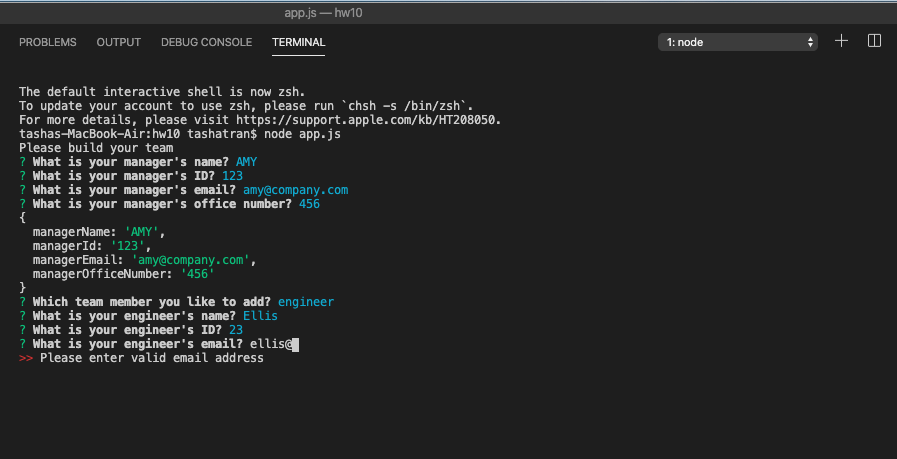 app.js — hw10
PROBLEMS OUTPUT DEBUG CONSOLE TERMINAL 1: node
The default interactive shell is now zsh.
To update your account to use zsh, please run `chsh -s /bin/zsh`.
For more details, please visit https://support.apple.com/kb/HT208050.
tashas-MacBook-Air:hw10 tashatran$ node app.js
Please build your team
? What is your manager's name? AMY
? What is your manager's ID? 123
? What is your manager's email? amy@company.com
? What is your manager's office number? 456
{
  managerName: 'AMY',
  managerId: '123',
  managerEmail: 'amy@company.com',
  managerOfficeNumber: '456'
}
? Which team member you like to add? engineer
? What is your engineer's name? Ellis
? What is your engineer's ID? 23
? What is your engineer's email? ellis@
>> Please enter valid email address